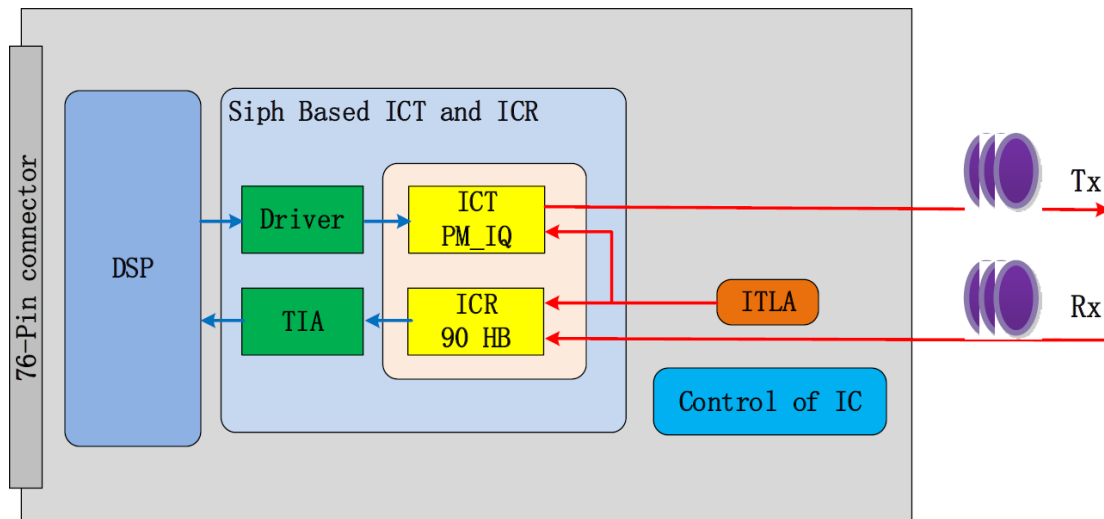 76-Pin connector
DSP
Siph Based ICT and ICR
Driver
TIA
ICT
PM_IQ
ICR
90 HB
ITLA
Control of IC
Tx
Rx